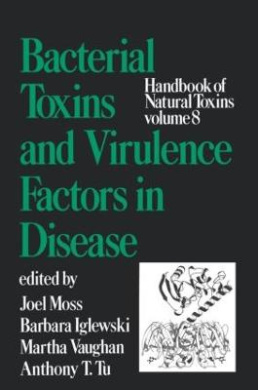 Bacterial
Toxins
and Virulence
Factors in
Disease
Handbook of
Natural Toxins
volume 8
edited by
Joel Moss
Barbara Iglewski
Martha Vaughan
Anthony T. Tu